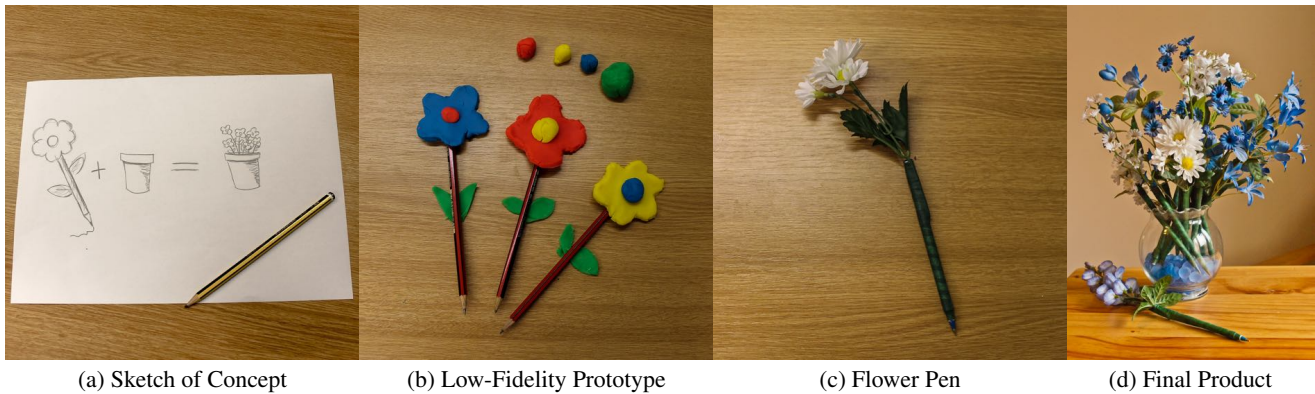 (a) Sketch of Concept
(b) Low-Fidelity Prototype
(c) Flower Pen
(d) Final Product